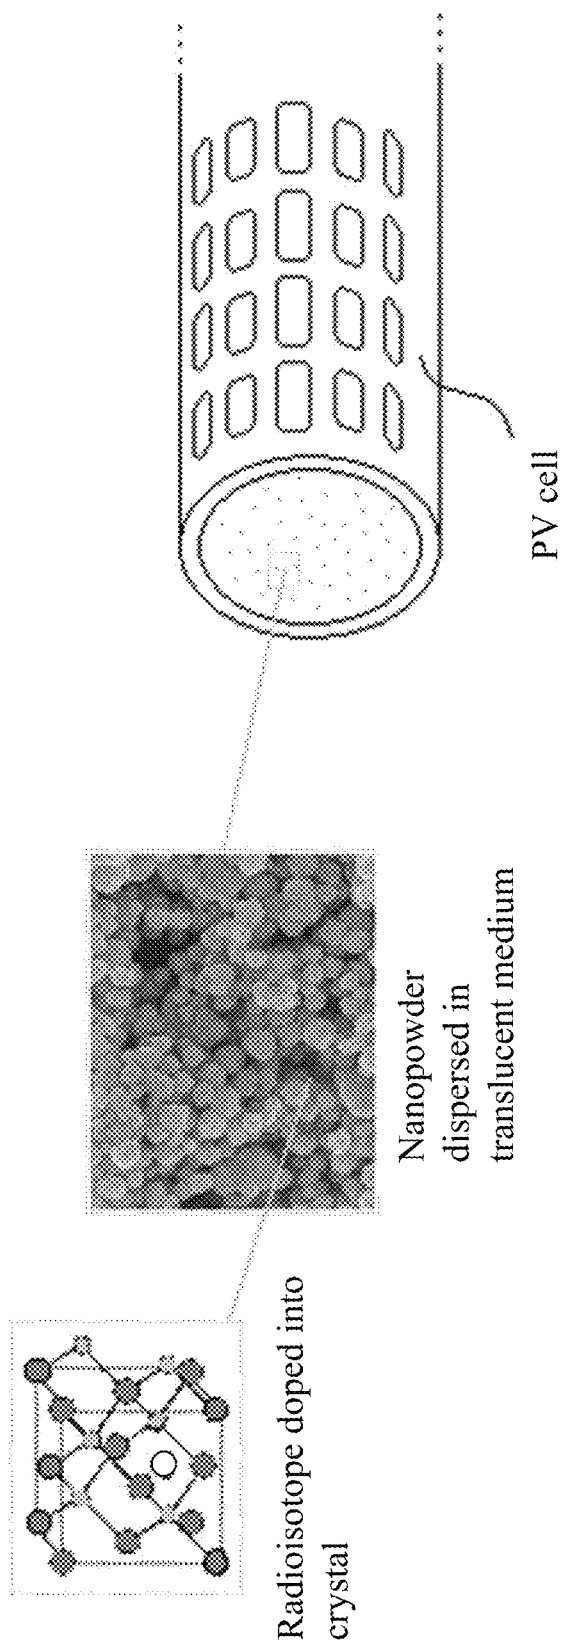 Radioisotope doped into
crystal
Nanopowder
dispersed in
translucent medium
PV cell